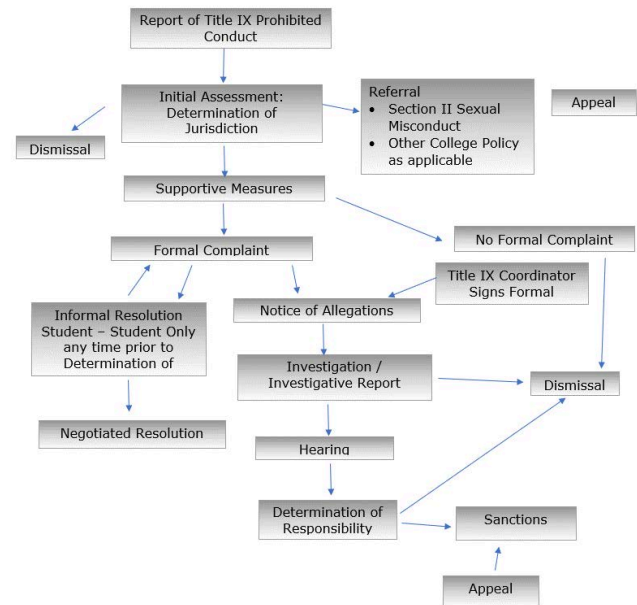 Report of Title IX Prohibited
Conduct
Initial Assessment:
Determination of
Jurisdiction
Referral
• Section II Sexual
Misconduct
• Other College Policy
as applicable
Appeal
Dismissal
Supportive Measures
Formal Complaint
No Formal Complaint
Title IX Coordinator
Signs Formal
Informal Resolution
Student – Student Only
any time prior to
Determination of
Notice of Allegations
Investigation /
Investigative Report
Dismissal
Negotiated Resolution
Hearing
Determination of
Responsibility
Sanctions
Appeal